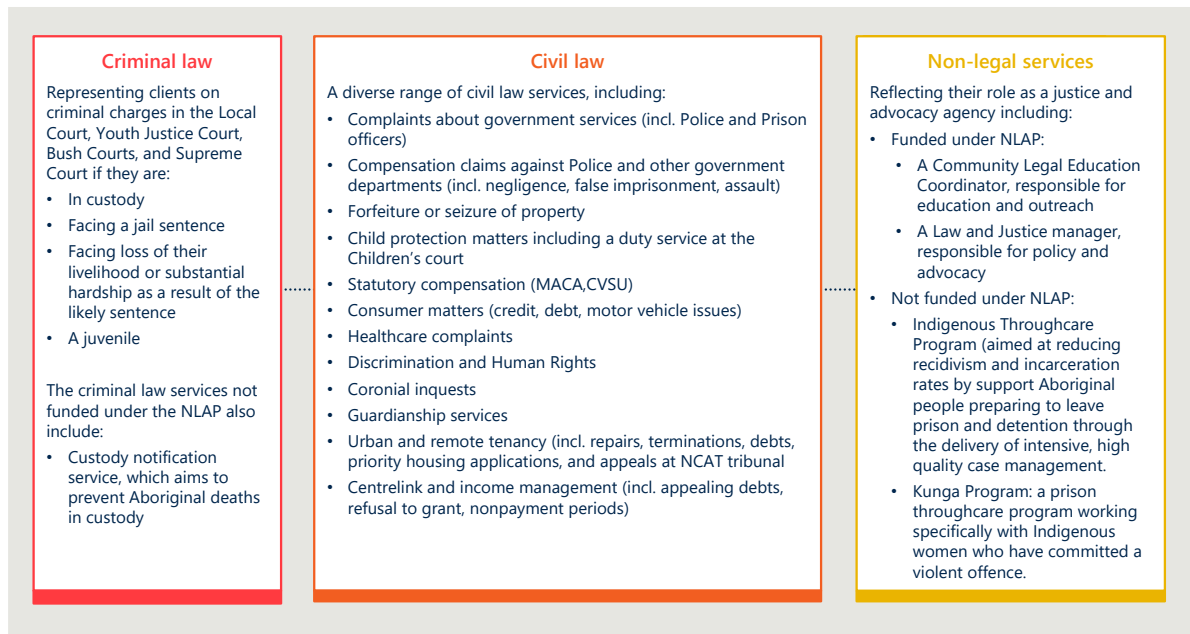 Criminal law
Representing clients on
criminal charges in the Local
Court, Youth Justice Court,
Bush Courts, and Supreme
Court if they are:
• In custody
• Facing a jail sentence
• Facing loss of their
livelihood or substantial
hardship as a result of the
likely sentence
• A juvenile
The criminal law services not
funded under the NLAP also
include:
• Custody notification
service, which aims to
prevent Aboriginal deaths
in custody
Civil law
A diverse range of civil law services, including:
• Complaints about government services (incl. Police and Prison
officers)
• Compensation claims against Police and other government
departments (incl. negligence, false imprisonment, assault)
• Forfeiture or seizure of property
• Child protection matters including a duty service at the
Children’s court
• Statutory compensation (MACA,CVSU)
• Consumer matters (credit, debt, motor vehicle issues)
• Healthcare complaints
• Discrimination and Human Rights
• Coronial inquests
• Guardianship services
• Urban and remote tenancy (incl. repairs, terminations, debts,
priority housing applications, and appeals at NCAT tribunal
• Centrelink and income management (incl. appealing debts,
refusal to grant, nonpayment periods)
Non-legal services
Reflecting their role as a justice and
advocacy agency including:
• Funded under NLAP:
• A Community Legal Education
Coordinator, responsible for
education and outreach
• A Law and Justice manager,
responsible for policy and
advocacy
• Not funded under NLAP:
• Indigenous Throughcare
Program (aimed at reducing
recidivism and incarceration
rates by support Aboriginal
people preparing to leave
prison and detention through
the delivery of intensive, high
quality case management.
• Kunga Program: a prison
throughcare program working
specifically with Indigenous
women who have committed a
violent offence.